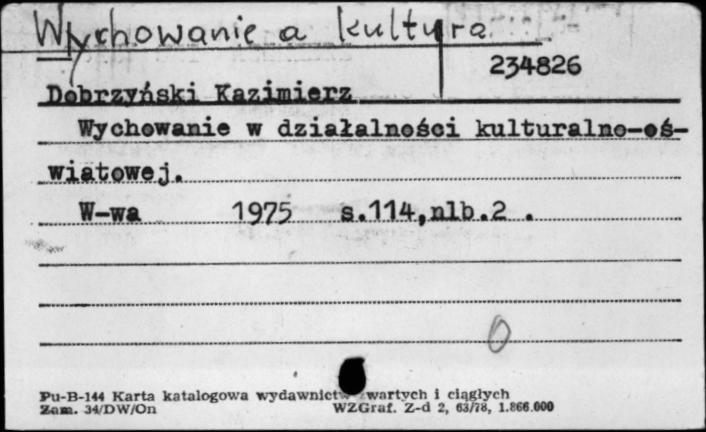 Wychowanie a kultura
234826
Dobrzyński Kazimierz
Wychowanie w działalności kulturalno-oś-
wiatowej.
W-wa 1975 s.114,nlb.2 .
0
Pu-B-144 Karta katalogowa wydawnictw zwartych i ciągłych
Zam. 34/DW/On WZGraf. Z-d 2, 63/78, 1.866.000